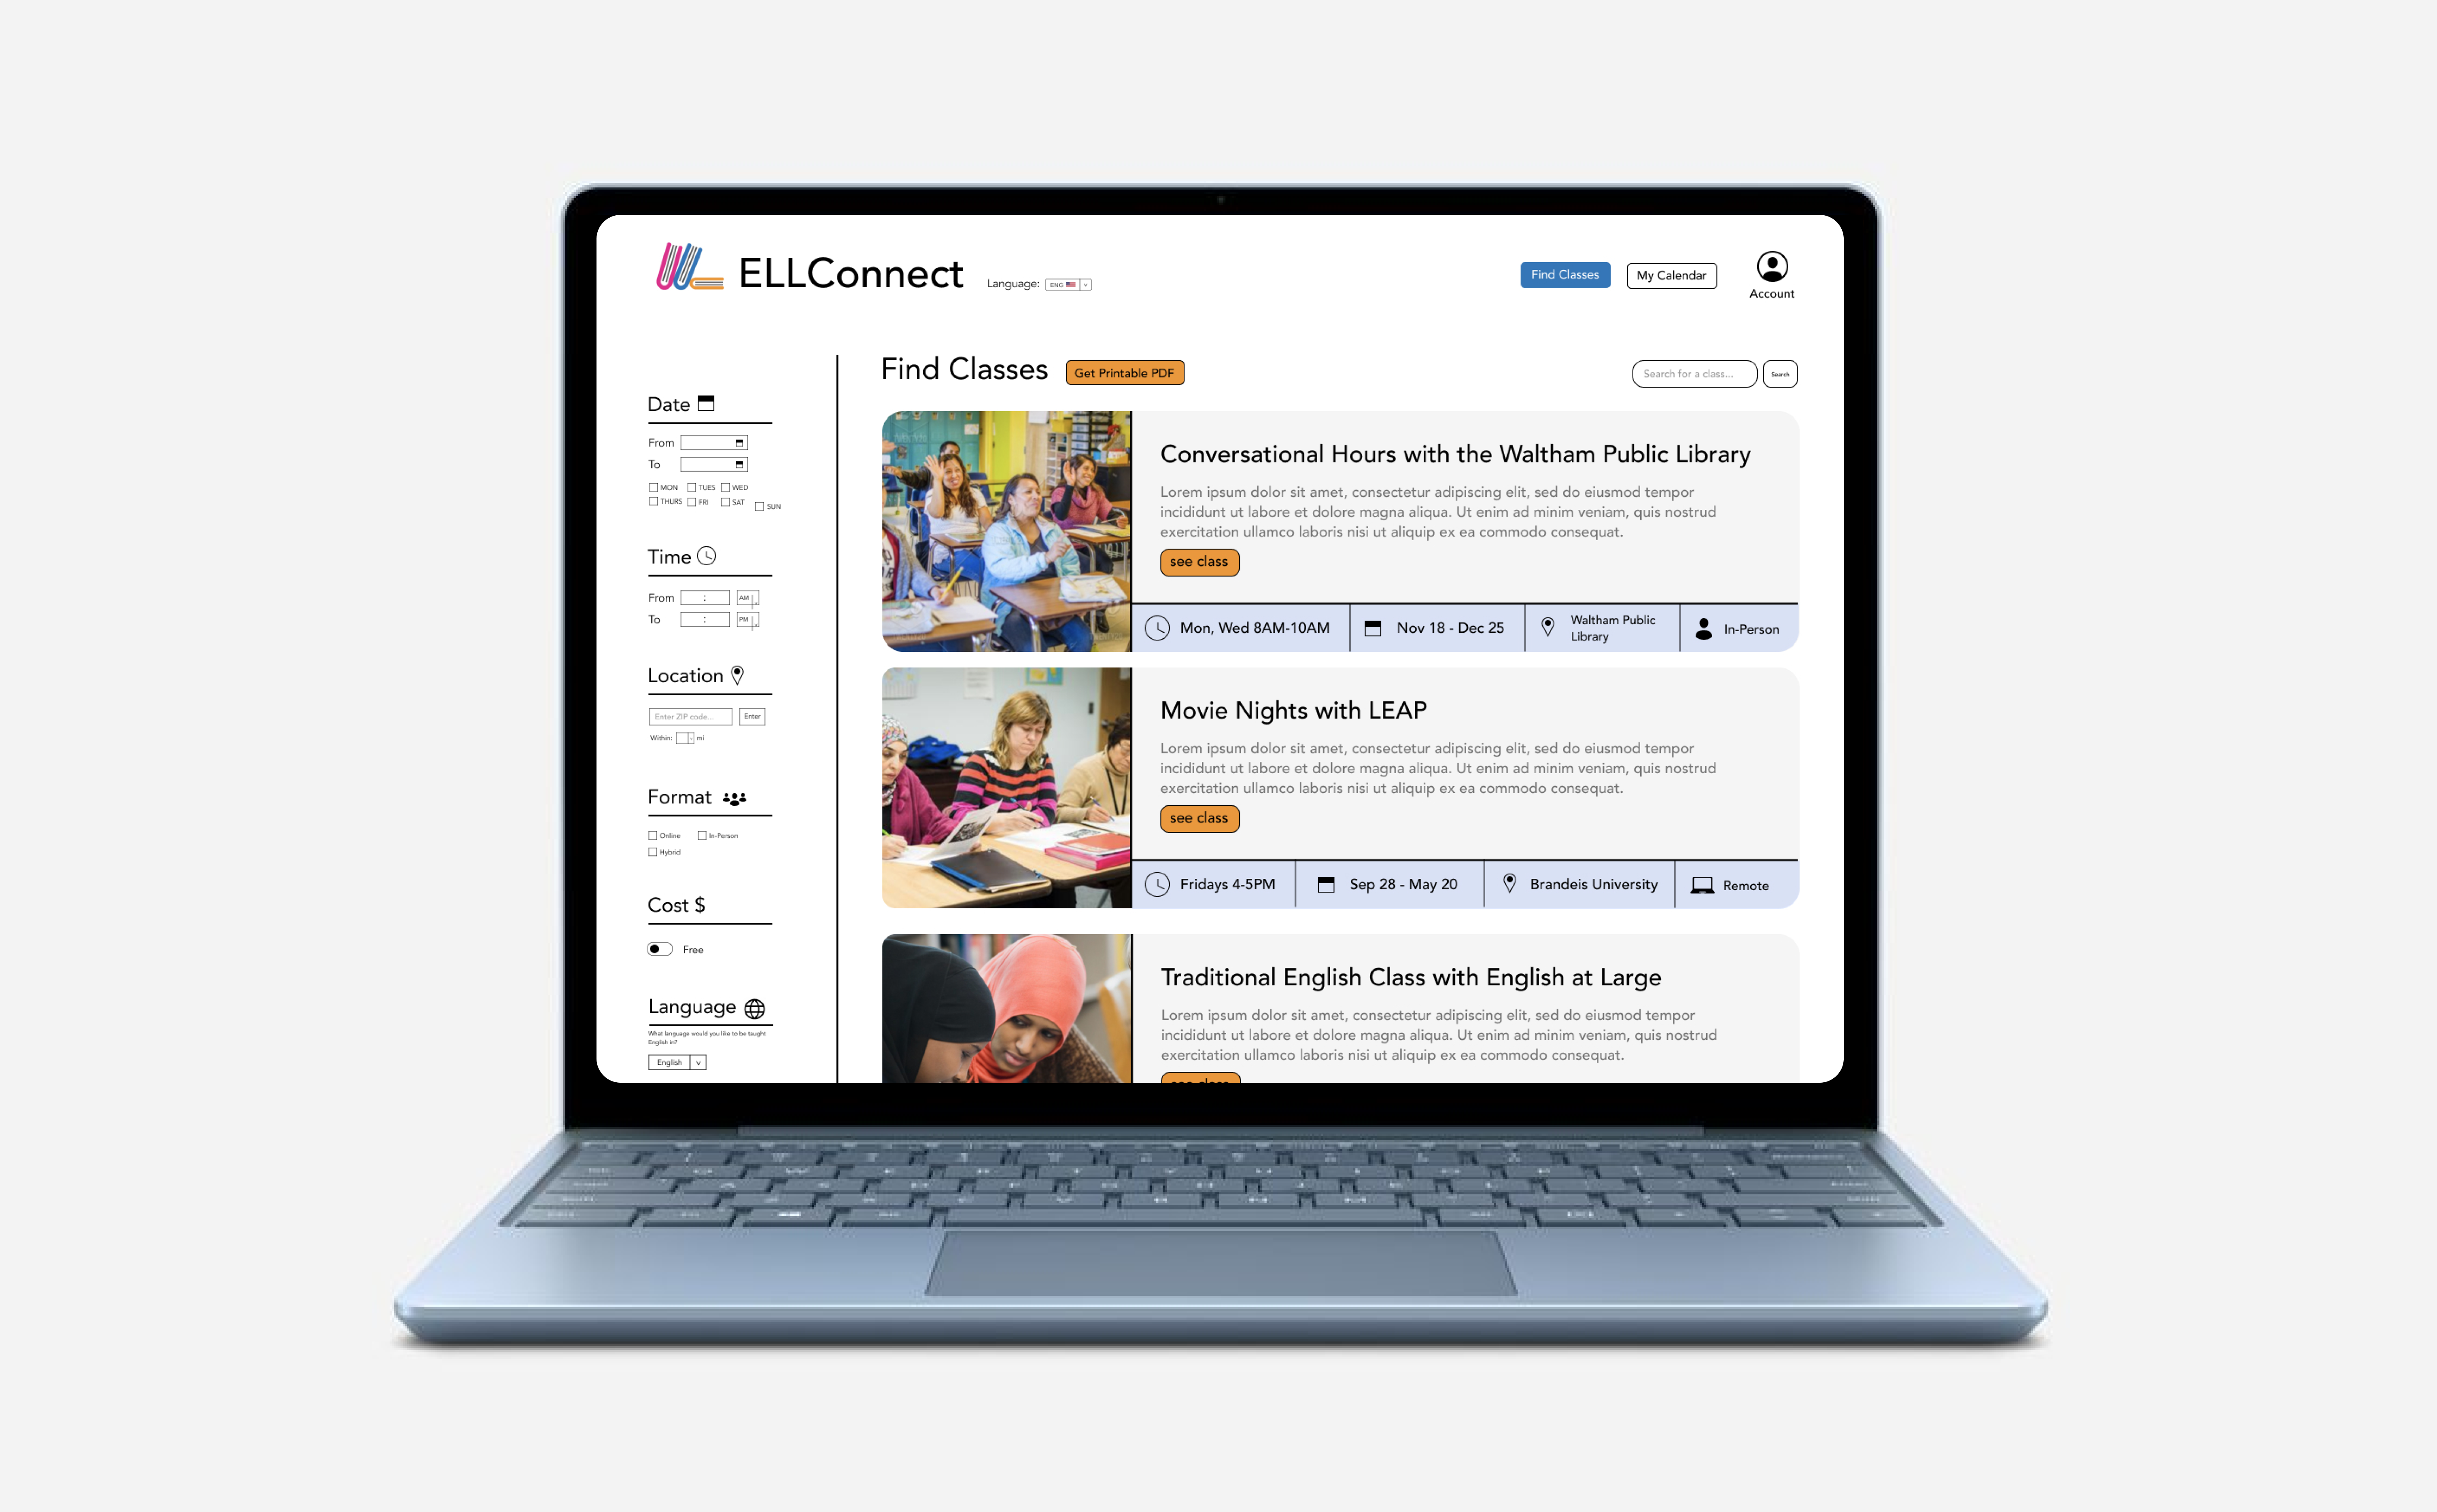 ELLConnect
Language: ENG v
Find Classes
My Calendar
Account
Date
From
To
MON TUES WED
THURS FRI SAT SUN
Time
From : AM
To : PM
Location
Enter ZIP code... Enter
Within: mi
Format
Online In-Person
Hybrid
Cost $
Free
Language
What language would you like to be taught
English in?
English v
Find Classes
Get Printable PDF
Search for a class... Search
Conversational Hours with the Waltham Public Library
Lorem ipsum dolor sit amet, consectetur adipiscing elit, sed do eiusmod tempor
incididunt ut labore et dolore magna aliqua. Ut enim ad minim veniam, quis nostrud
exercitation ullamco laboris nisi ut aliquip ex ea commodo consequat.
see class
Mon, Wed 8AM-10AM
Nov 18 - Dec 25
Waltham Public
Library
In-Person
Movie Nights with LEAP
Lorem ipsum dolor sit amet, consectetur adipiscing elit, sed do eiusmod tempor
incididunt ut labore et dolore magna aliqua. Ut enim ad minim veniam, quis nostrud
exercitation ullamco laboris nisi ut aliquip ex ea commodo consequat.
see class
Fridays 4-5PM
Sep 28 - May 20
Brandeis University
Remote
Traditional English Class with English at Large
Lorem ipsum dolor sit amet, consectetur adipiscing elit, sed do eiusmod tempor
incididunt ut labore et dolore magna aliqua. Ut enim ad minim veniam, quis nostrud
exercitation ullamco laboris nisi ut aliquip ex ea commodo consequat.
see class